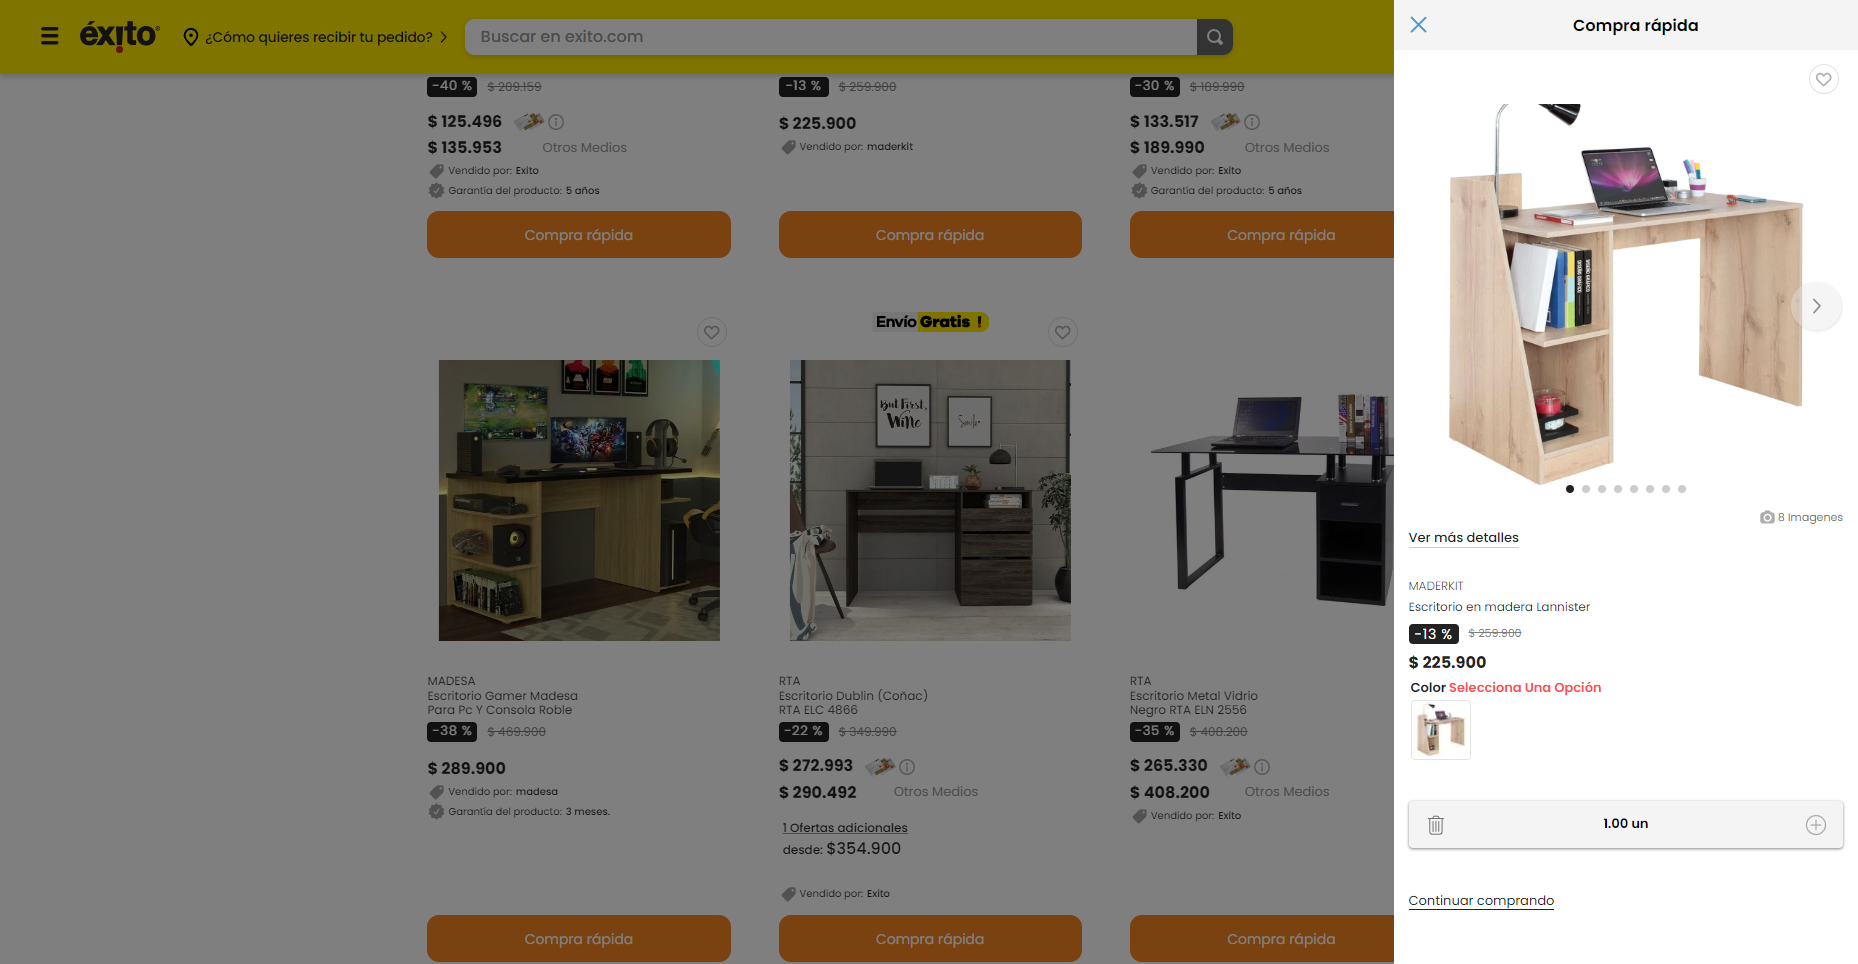 éxito
¿Cómo quieres recibir tu pedido?
Buscar en exito.com
-40 % $ 209.159
$ 125.496
$ 135.953 Otros Medios
Vendido por: Exito
Garantía del producto: 5 años
Compra rápida
-13 % $ 259.900
$ 225.900
Vendido por: maderkit
Compra rápida
-30 % $ 189.990
$ 133.517
$ 189.990 Otros Medios
Vendido por: Exito
Garantía del producto: 5 años
Compra rápida
MADESA
Escritorio Gamer Madesa
Para Pc Y Consola Roble
-38 % $ 469.900
$ 289.900
Vendido por: madesa
Garantía del producto: 3 meses.
Compra rápida
Envío Gratis !
But First,
Wine
Smile
RTA
Escritorio Dublin (Coñac)
RTA ELC 4866
-22 % $ 349.990
$ 272.993
$ 290.492 Otros Medios
1 Ofertas adicionales
desde: $354.900
Vendido por: Exito
Compra rápida
RTA
Escritorio Metal Vidrio
Negro RTA ELN 2556
-35 % $ 408.200
$ 265.330
$ 408.200 Otros Medios
Vendido por: Exito
Compra rápida
Compra rápida
8 Imagenes
Ver más detalles
MADERKIT
Escritorio en madera Lannister
-13 % $ 259.900
$ 225.900
Color Selecciona Una Opción
1.00 un
Continuar comprando